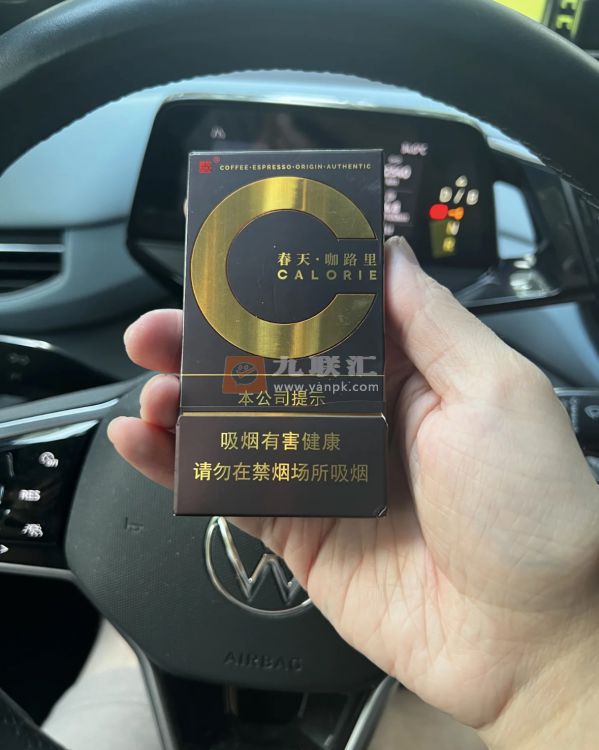 COFFEE·ESPRESSO·ORIGIN·AUTHENTIC
春天·咖路里
CALORIE
九联汇
www.yanpk.com
本公司提示
吸烟有害健康
请勿在禁烟场所吸烟
RES
AIRBAG